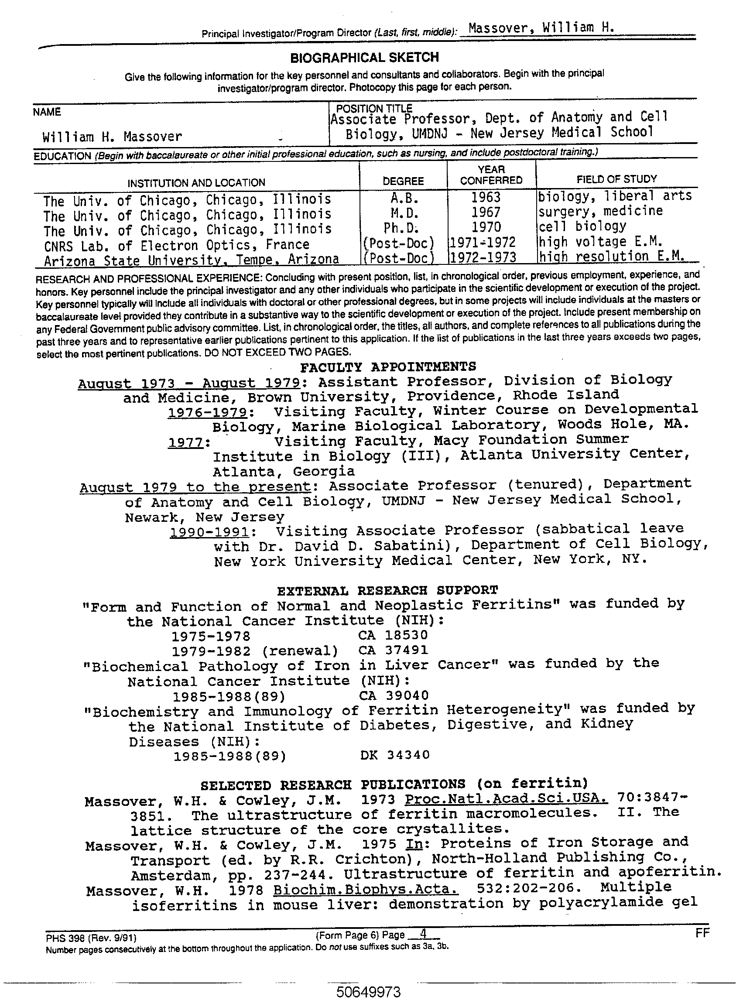 Principal Investigator/Program Director (Last, first, middle): Massover, William H.
BIOGRAPHICAL SKETCH
Give the following information for the key personnel and consultants and collaborators. Begin with the principal
investigator/program director. Photocopy this page for each person.
NAME
POSITION TITLE
William H. Massover
Associate Professor, Dept. of Anatomy and Cell
Biology, UMDNJ - New Jersey Medical School
EDUCATION (Begin with baccalaureate or other initial professional education, such as nursing, and include postdoctoral training.)
INSTITUTION AND LOCATION DEGREE YEAR CONFERRED FIELD OF STUDY
The Univ. of Chicago, Chicago, Illinois A.B. 1963 biology, liberal arts
The Univ. of Chicago, Chicago, Illinois M.D. 1967 surgery, medicine
The Univ. of Chicago, Chicago, Illinois Ph.D. 1970 cell biology
CNRS Lab. of Electron Optics, France (Post-Doc) 1971-1972 high voltage E.M.
Arizona State University, Tempe, Arizona (Post-Doc) 1972-1973 high resolution E.M.
RESEARCH AND PROFESSIONAL EXPERIENCE: Concluding with present position, list, in chronological order, previous employment, experience, and
honors. Key personnel include the principal investigator and any other individuals who participate in the scientific development or execution of the project.
Key personnel typically will include all individuals with doctoral or other professional degrees, but in some projects will include individuals at the masters or
baccalaureate level provided they contribute in a substantive way to the scientific development or execution of the project. Include present membership on
any Federal Government public advisory committee. List, in chronological order, the titles, all authors, and complete references to all publications during the
past three years and to representative earlier publications pertinent to this application. If the list of publications in the last three years exceeds two pages,
select the most pertinent publications. DO NOT EXCEED TWO PAGES.
FACULTY APPOINTMENTS
August 1973 - August 1979: Assistant Professor, Division of Biology
and Medicine, Brown University, Providence, Rhode Island
1976-1979: Visiting Faculty, Winter Course on Developmental
Biology, Marine Biological Laboratory, Woods Hole, MA.
1977: Visiting Faculty, Macy Foundation Summer
Institute in Biology (III), Atlanta University Center,
Atlanta, Georgia
August 1979 to the present: Associate Professor (tenured), Department
of Anatomy and Cell Biology, UMDNJ - New Jersey Medical School,
Newark, New Jersey
1990-1991: Visiting Associate Professor (sabbatical leave
with Dr. David D. Sabatini), Department of Cell Biology,
New York University Medical Center, New York, NY.
EXTERNAL RESEARCH SUPPORT
"Form and Function of Normal and Neoplastic Ferritins" was funded by
the National Cancer Institute (NIH):
1975-1978 CA 18530
1979-1982 (renewal) CA 37491
"Biochemical Pathology of Iron in Liver Cancer" was funded by the
National Cancer Institute (NIH):
1985-1988(89) CA 39040
"Biochemistry and Immunology of Ferritin Heterogeneity" was funded by
the National Institute of Diabetes, Digestive, and Kidney
Diseases (NIH):
1985-1988(89) DK 34340
SELECTED RESEARCH PUBLICATIONS (on ferritin)
Massover, W.H. & Cowley, J.M. 1973 Proc.Natl.Acad.Sci.USA. 70:3847-
3851. The ultrastructure of ferritin macromolecules. II. The
lattice structure of the core crystallites.
Massover, W.H. & Cowley, J.M. 1975 In: Proteins of Iron Storage and
Transport (ed. by R.R. Crichton), North-Holland Publishing Co.,
Amsterdam, pp. 237-244. Ultrastructure of ferritin and apoferritin.
Massover, W.H. 1978 Biochim.Biophys.Acta. 532:202-206. Multiple
isoferritins in mouse liver: demonstration by polyacrylamide gel
PHS 398 (Rev. 9/91) (Form Page 6) Page 4 FF
Number pages consecutively at the bottom throughout the application. Do not use suffixes such as 3a, 3b.
50649973